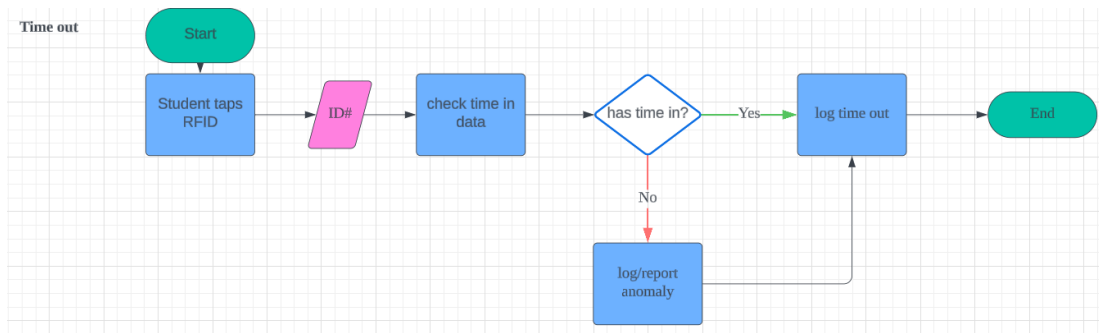 Time out
Start
Student taps
RFID
ID#
check time in
data
has time in?
Yes
log time out
End
No
log/report
anomaly